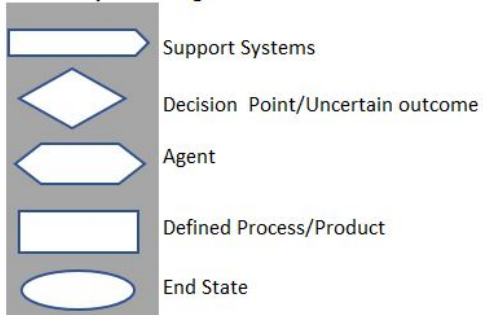 Support Systems
Decision Point/Uncertain outcome
Agent
Defined Process/Product
End State